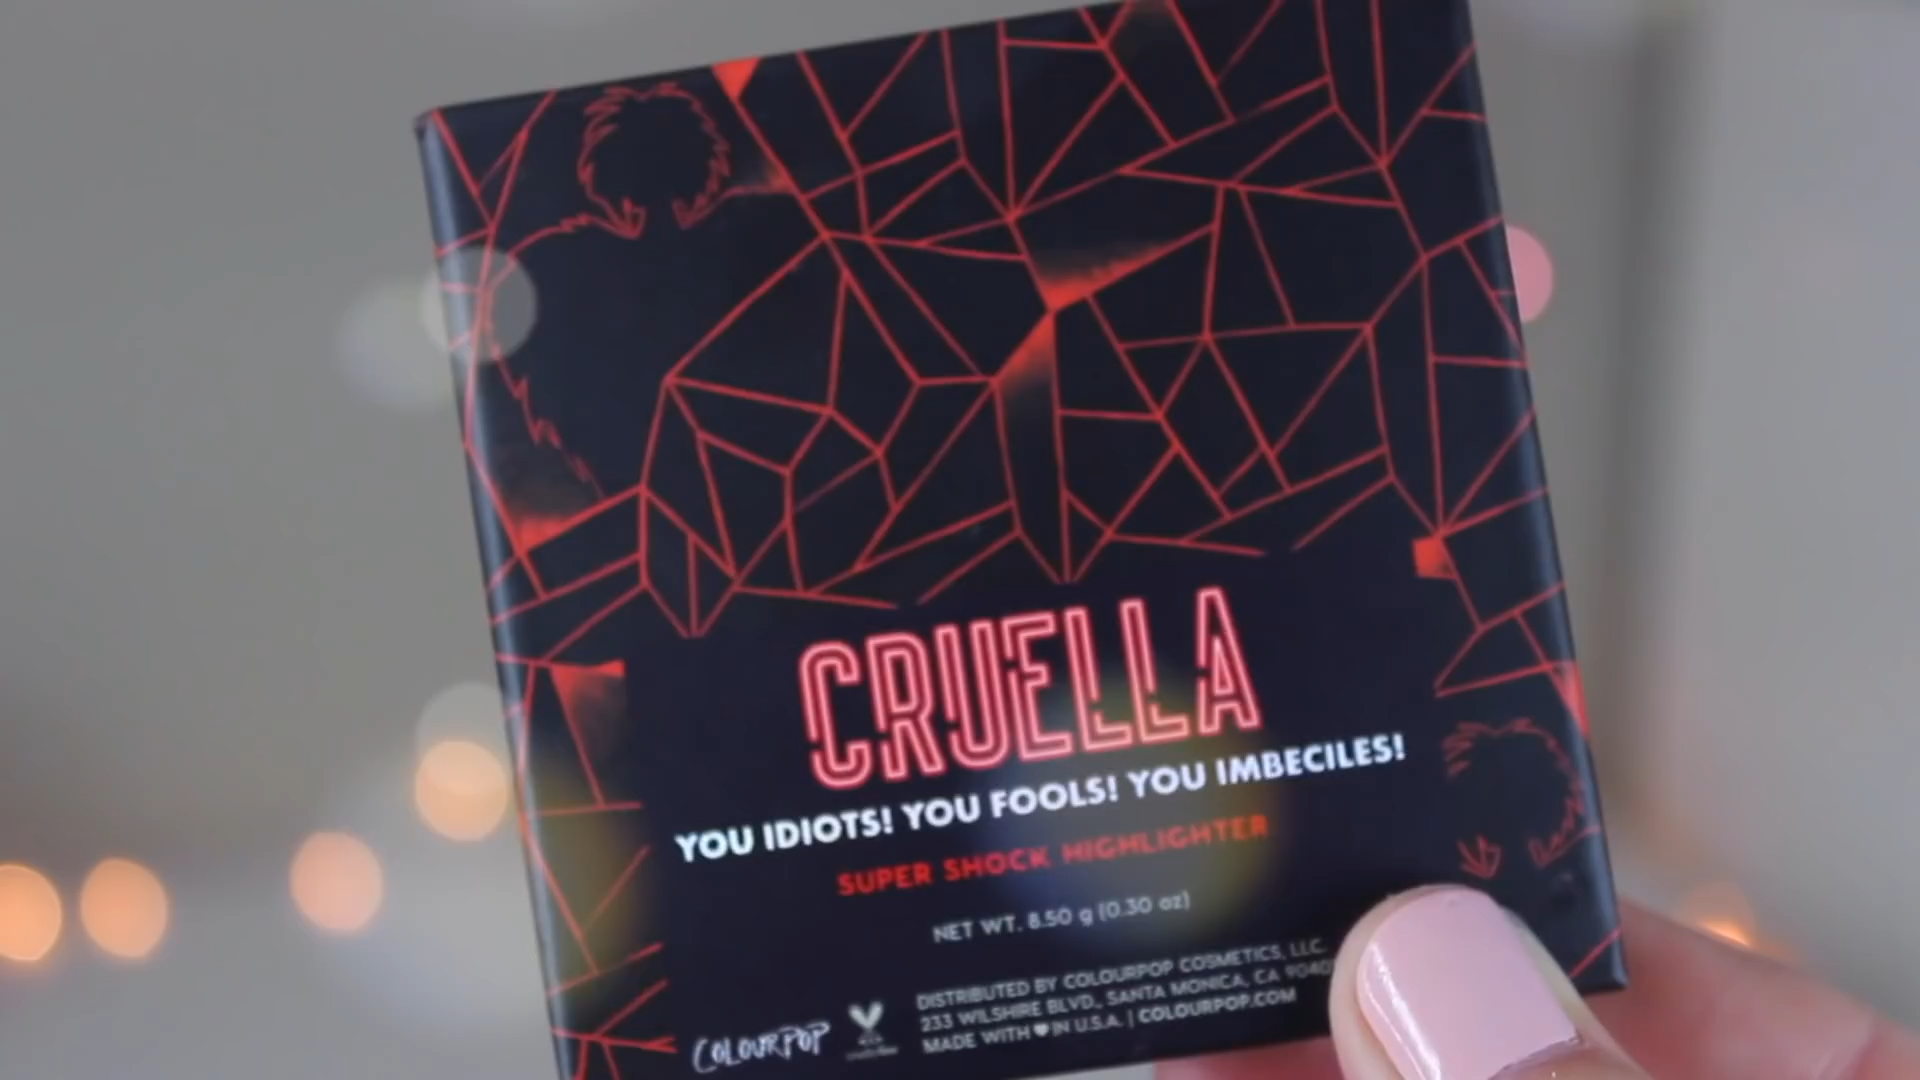 CRUELLA
YOU IDIOTS! YOU FOOLS! YOU IMBECILES!
SUPER SHOCK HIGHLIGHTER
NET WT. 8.50 g (0.30 oz)
COLOURPOP
DISTRIBUTED BY COLOURPOP COSMETICS, LLC.
233 WILSHIRE BLVD., SANTA MONICA, CA
MADE WITH ♥ IN U.S.A. | COLOURPOP.COM